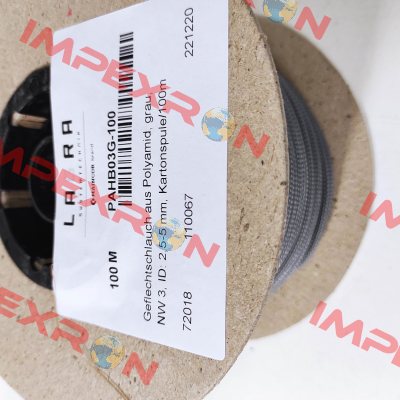 100 M
PAHB03G-100
Geflechtschlauch aus Polyamid, grau,
NW 3, ID: 2,5-5 mm, Kartonspule/100m
72018 110067 221220
IMPEXRON
IMPEXRON
IMPEXRON
IMPEXRON
IMPEXRON